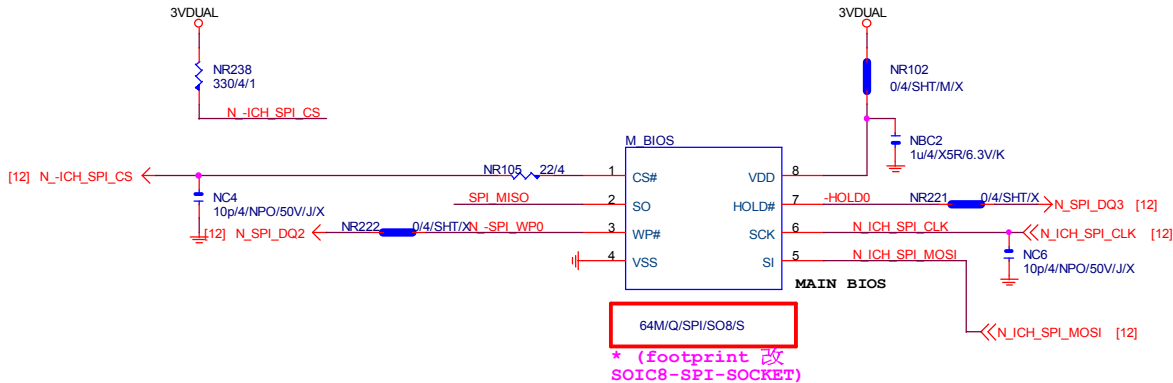 3VDUAL
3VDUAL
NR238
330/4/1
N_-ICH_SPI_CS
NR102
0/4/SHT/M/X
NBC2
1u/4/X5R/6.3V/K
M_BIOS
[12] N_-ICH_SPI_CS
NR105 22/4
1 CS#
VDD 8
NC4
10p/4/NPO/50V/J/X
SPI_MISO
2 SO
HOLD# 7
-HOLD0
NR221 0/4/SHT/X
N_SPI_DQ3 [12]
[12] N_SPI_DQ2
NR222 0/4/SHT/X
N_-SPI_WP0
3 WP#
SCK 6
N_ICH_SPI_CLK
N_ICH_SPI_CLK [12]
NC6
10p/4/NPO/50V/J/X
4 VSS
SI 5
N_ICH_SPI_MOSI
MAIN BIOS
64M/Q/SPI/SO8/S
N_ICH_SPI_MOSI [12]
* (footprint 改
SOIC8-SPI-SOCKET)